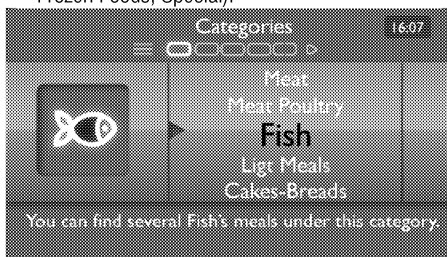 Frozen Foods, Special).
Categories
16:07
Meat
Meat Poultry
Fish
Ligt Meals
Cakes-Breads
You can find several Fish's meals under this category.